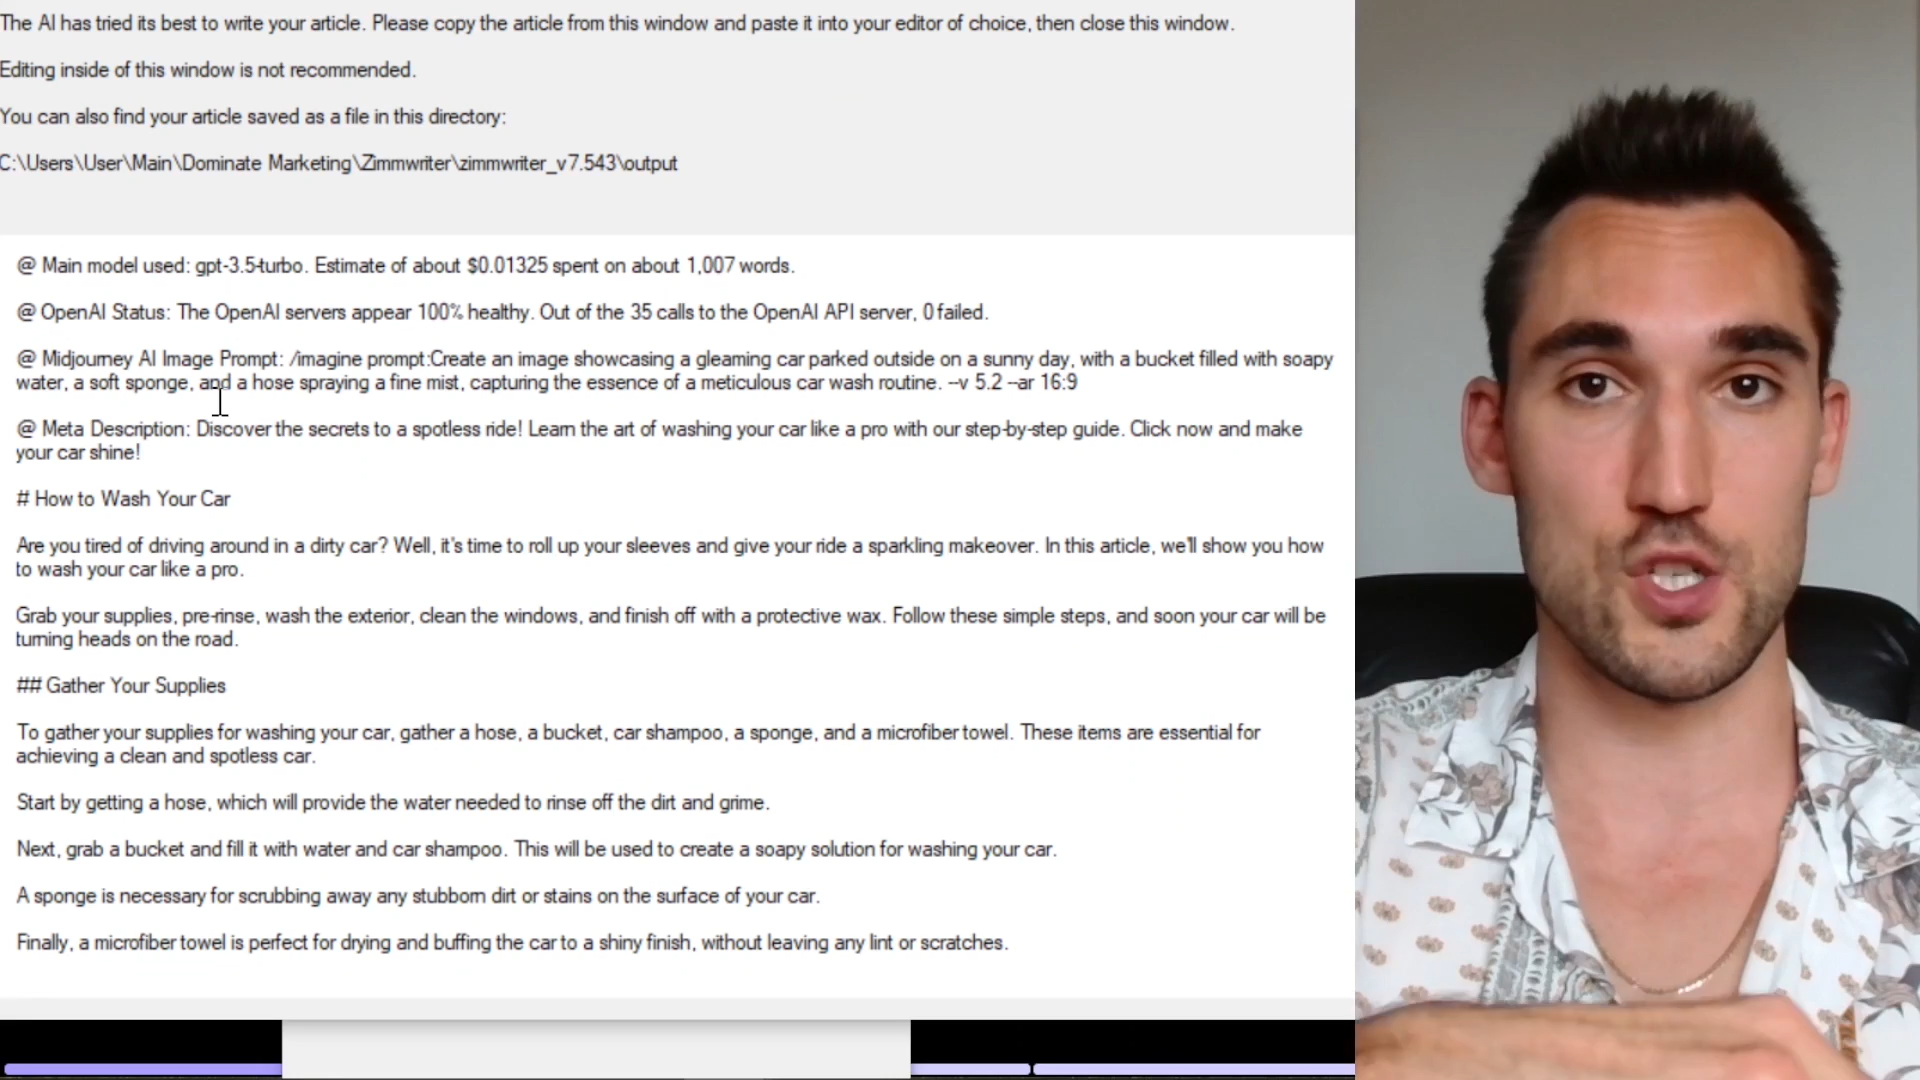 The AI has tried its best to write your article. Please copy the article from this window and paste it into your editor of choice, then close this window.
Editing inside of this window is not recommended.
You can also find your article saved as a file in this directory:
C:\Users\User\Main\Dominate Marketing\Zimmwriter\zimmwriter_v7.543\output
@ Main model used: gpt-3.5-turbo. Estimate of about $0.01325 spent on about 1,007 words.
@ OpenAI Status: The OpenAI servers appear 100% healthy. Out of the 35 calls to the OpenAI API server, 0 failed.
@ Midjourney AI Image Prompt: /imagine prompt:Create an image showcasing a gleaming car parked outside on a sunny day, with a bucket filled with soapy
water, a soft sponge, and a hose spraying a fine mist, capturing the essence of a meticulous car wash routine. --v 5.2 --ar 16:9
@ Meta Description: Discover the secrets to a spotless ride! Learn the art of washing your car like a pro with our step-by-step guide. Click now and make
your car shine!
# How to Wash Your Car
Are you tired of driving around in a dirty car? Well, it's time to roll up your sleeves and give your ride a sparkling makeover. In this article, we'll show you how
to wash your car like a pro.
Grab your supplies, pre-rinse, wash the exterior, clean the windows, and finish off with a protective wax. Follow these simple steps, and soon your car will be
turning heads on the road.
## Gather Your Supplies
To gather your supplies for washing your car, gather a hose, a bucket, car shampoo, a sponge, and a microfiber towel. These items are essential for
achieving a clean and spotless car.
Start by getting a hose, which will provide the water needed to rinse off the dirt and grime.
Next, grab a bucket and fill it with water and car shampoo. This will be used to create a soapy solution for washing your car.
A sponge is necessary for scrubbing away any stubborn dirt or stains on the surface of your car.
Finally, a microfiber towel is perfect for drying and buffing the car to a shiny finish, without leaving any lint or scratches.